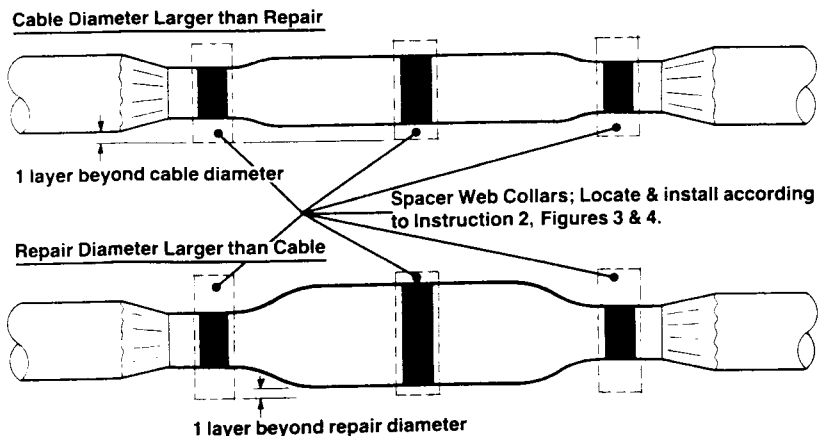 Cable Diameter Larger than Repair
1 layer beyond cable diameter
Spacer Web Collars; Locate & install according
to Instruction 2, Figures 3 & 4.
Repair Diameter Larger than Cable
1 layer beyond repair diameter